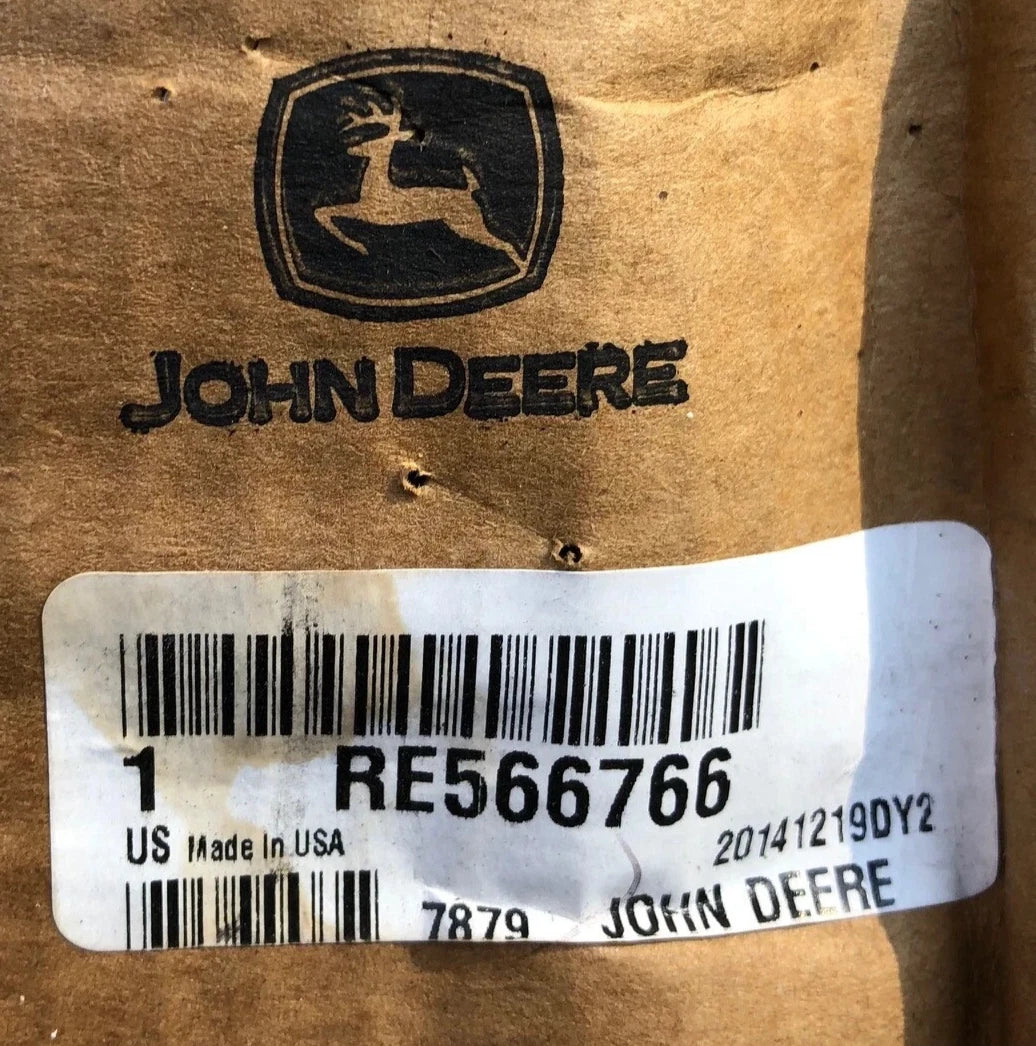 JOHN DEERE
1 RE566766
US Made In USA
20141219DY2
7879 JOHN DEERE